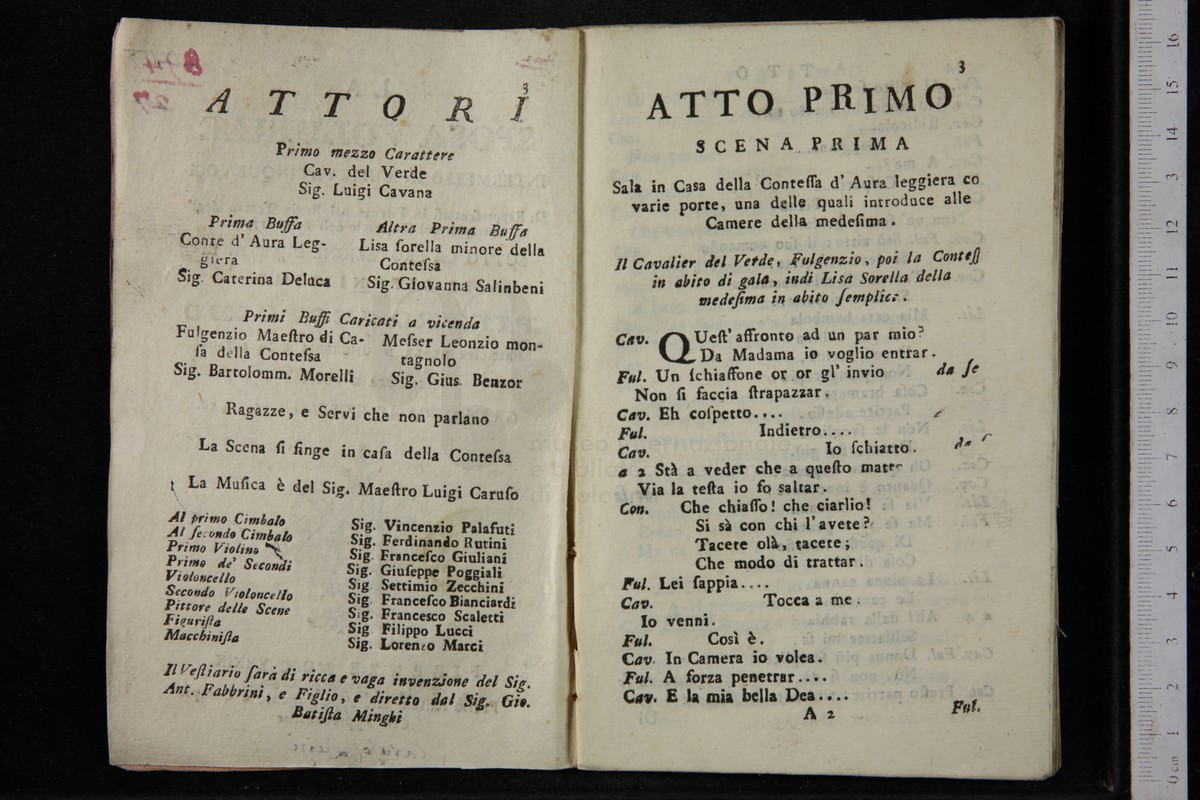 3
ATTORI
Primo mezzo Carattere
Cav. del Verde
Sig. Luigi Cavana
Prima Buffa
Conte d' Aura Leg-
giera
Sig. Caterina Deluca
Altra Prima Buffa
Lisa ſorella minore della
Conteſsa
Sig. Giovanna Salinbeni
Primi Buffi Caricati a vicenda
Fulgenzio Maeſtro di Ca-
ſa della Conteſsa
Sig. Bartolomm. Morelli
Meſser Leonzio mon-
tagnolo
Sig. Gius. Benzor
Ragazze, e Servi che non parlano
La Scena ſi finge in caſa della Conteſsa
La Muſica è del Sig. Maeſtro Luigi Caruſo
Al primo Cimbalo Sig. Vincenzio Palafuti
Al ſecondo Cimbalo Sig. Ferdinando Rutini
Primo Violino Sig. Franceſco Giuliani
Primo de' Secondi Sig. Giuſeppe Poggiali
Violoncello Sig. Settimio Zecchini
Secondo Violoncello Sig. Franceſco Bianciardi
Pittore delle Scene Sig. Francesco Scaletti
Figuriſta Sig. Filippo Lucci
Macchiniſta Sig. Lorenzo Marci
Il Veſtiario ſarà di ricca e vaga invenzione del Sig.
Ant. Fabbrini, e Figlio, e diretto dal Sig. Gio.
Batiſta Minghi
3
ATTO PRIMO
SCENA PRIMA
Sala in Casa della Conteſſa d' Aura leggiera co
varie porte, una delle quali introduce alle
Camere della medeſima.
Il Cavalier del Verde, Fulgenzio, poi la Conteſſ
in abito di gala, indi Lisa Sorella della
medeſima in abito ſemplice.
Cav. QUeſt' affronto ad un par mio?
Da Madama io voglio entrar.
Ful. Un ſchiaffone or or gl' invio da ſe
Non ſi faccia ſtrapazzar.
Cav. Eh coſpetto....
Ful. Indietro....
Cav. Io ſchiatto. da ſ
a 2 Stà a veder che a queſto matto
Via la teſta io fo saltar.
Con. Che chiaſſo! che ciarlio!
Si sà con chi l'avete?
Tacete olà, tacete;
Che modo di trattar.
Ful. Lei ſappia....
Cav. Tocca a me.
Io venni.
Ful. Così è.
Cav. In Camera io volea.
Ful. A forza penetrar....
Cav. E la mia bella Dea....
A 2 Ful.